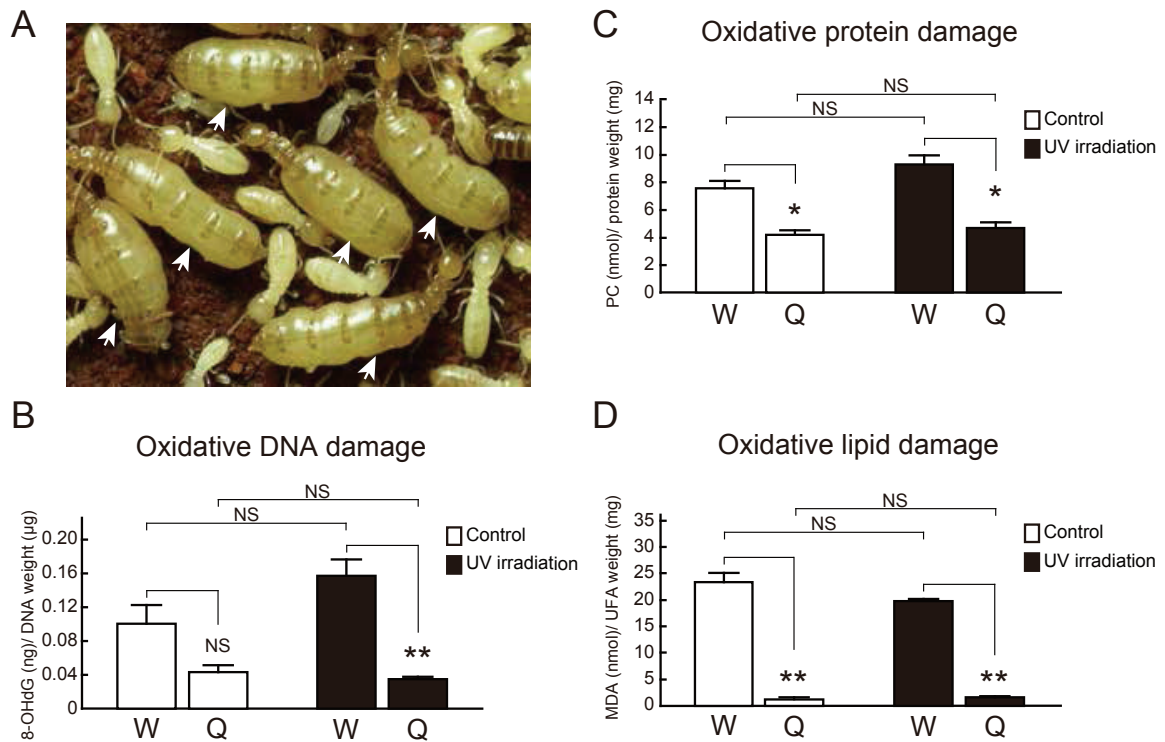 A
B
Oxidative DNA damage
NS
NS
0.20
0.16
0.12
0.08
0.04
0
8-OHdG (ng)/ DNA weight (μg)
NS
**
Control
UV irradiation
W Q W Q
C
Oxidative protein damage
NS
NS
14
12
10
8
6
4
2
0
PC (nmol)/ protein weight (mg)
*
*
Control
UV irradiation
W Q W Q
D
Oxidative lipid damage
NS
NS
35
30
25
20
15
10
5
0
MDA (nmol)/ UFA weight (mg)
**
**
Control
UV irradiation
W Q W Q